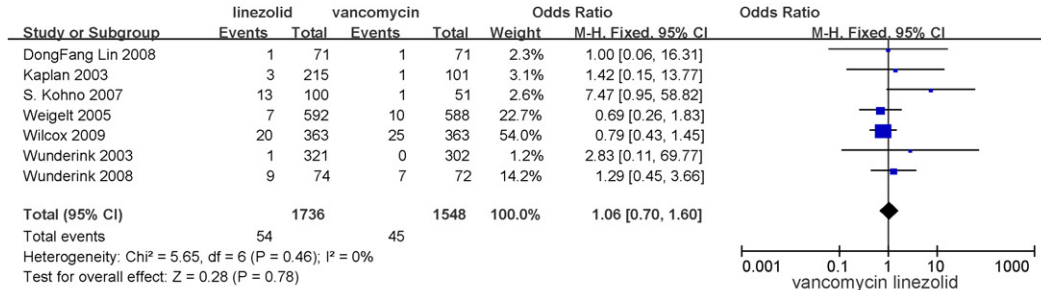 linezolid vancomycin Odds Ratio Odds Ratio
Study or Subgroup Events Total Events Total Weight M-H. Fixed. 95% CI M-H. Fixed. 95% CI
DongFang Lin 2008 1 71 1 71 2.3% 1.00 [0.06, 16.31]
Kaplan 2003 3 215 1 101 3.1% 1.42 [0.15, 13.77]
S. Kohno 2007 13 100 1 51 2.6% 7.47 [0.95, 58.82]
Weigelt 2005 7 592 10 588 22.7% 0.69 [0.26, 1.83]
Wilcox 2009 20 363 25 363 54.0% 0.79 [0.43, 1.45]
Wunderink 2003 1 321 0 302 1.2% 2.83 [0.11, 69.77]
Wunderink 2008 9 74 7 72 14.2% 1.29 [0.45, 3.66]
Total (95% CI) 1736 1548 100.0% 1.06 [0.70, 1.60]
Total events 54 45
Heterogeneity: Chi² = 5.65, df = 6 (P = 0.46); I² = 0%
Test for overall effect: Z = 0.28 (P = 0.78)
0.001 0.1 1 10 1000
vancomycin linezolid